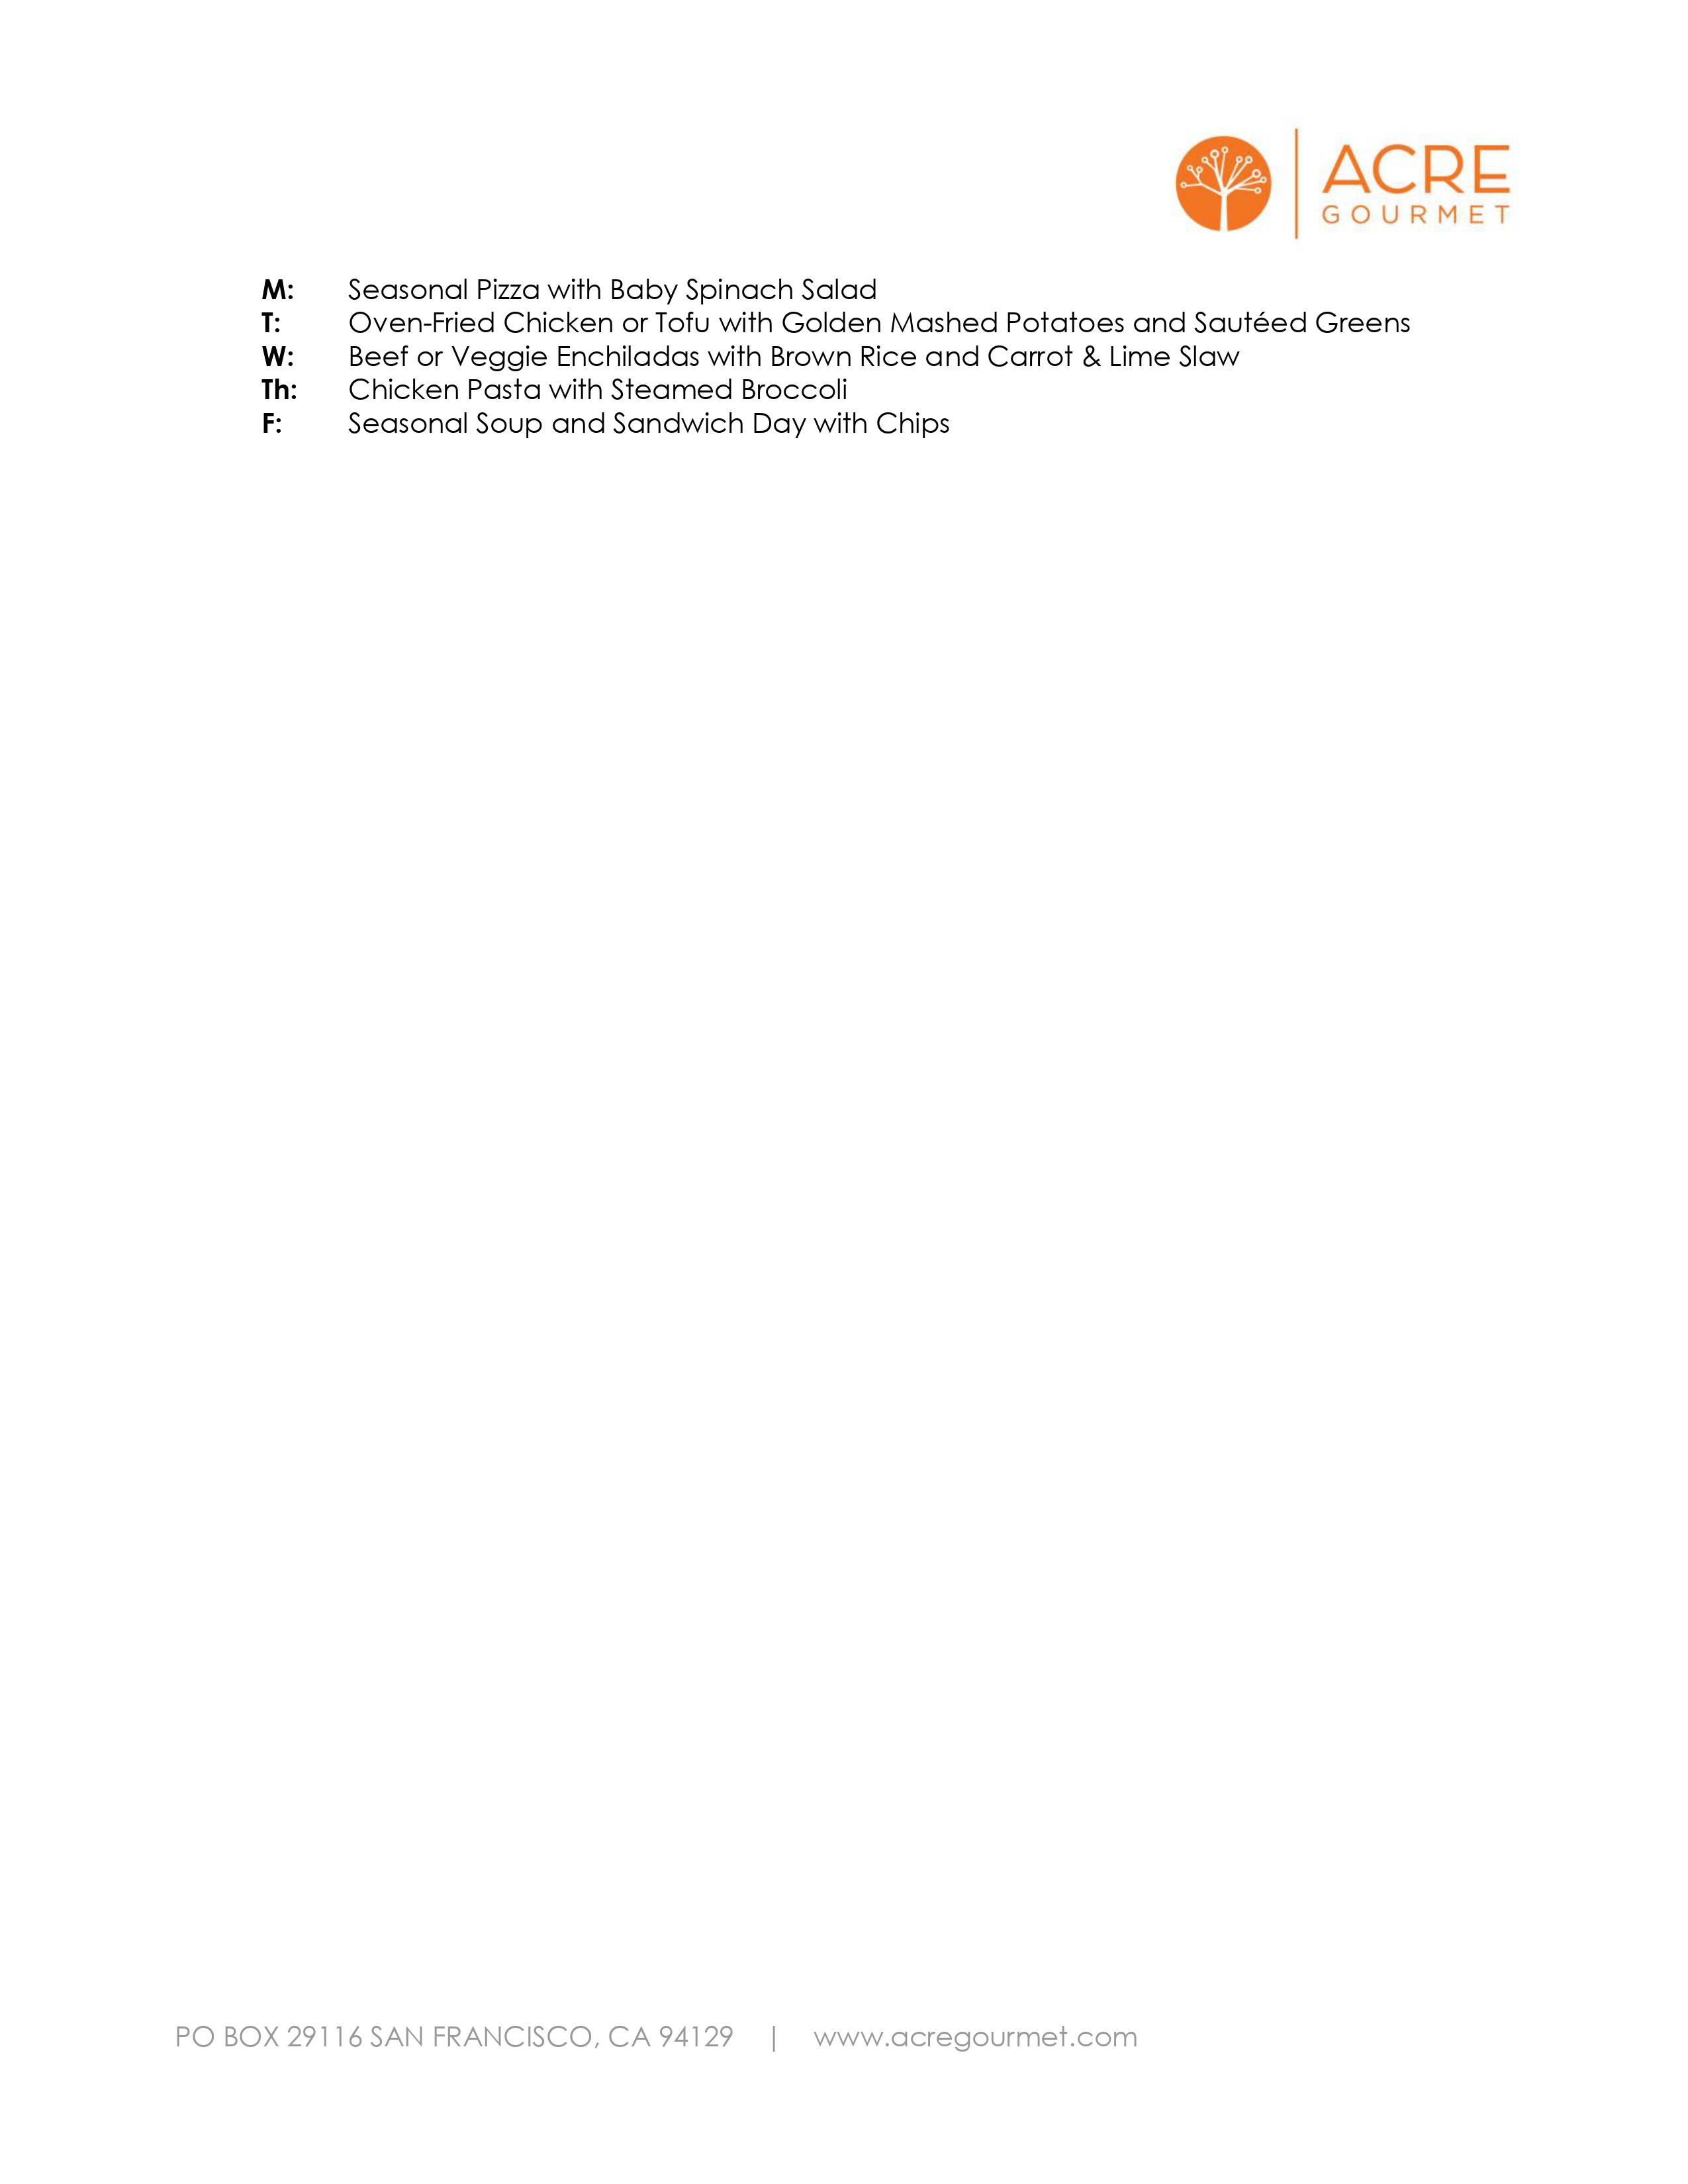 ACRE
GOURMET
M: Seasonal Pizza with Baby Spinach Salad
T: Oven-Fried Chicken or Tofu with Golden Mashed Potatoes and Sautéed Greens
W: Beef or Veggie Enchiladas with Brown Rice and Carrot & Lime Slaw
Th: Chicken Pasta with Steamed Broccoli
F: Seasonal Soup and Sandwich Day with Chips
PO BOX 29116 SAN FRANCISCO, CA 94129 | www.acregourmet.com